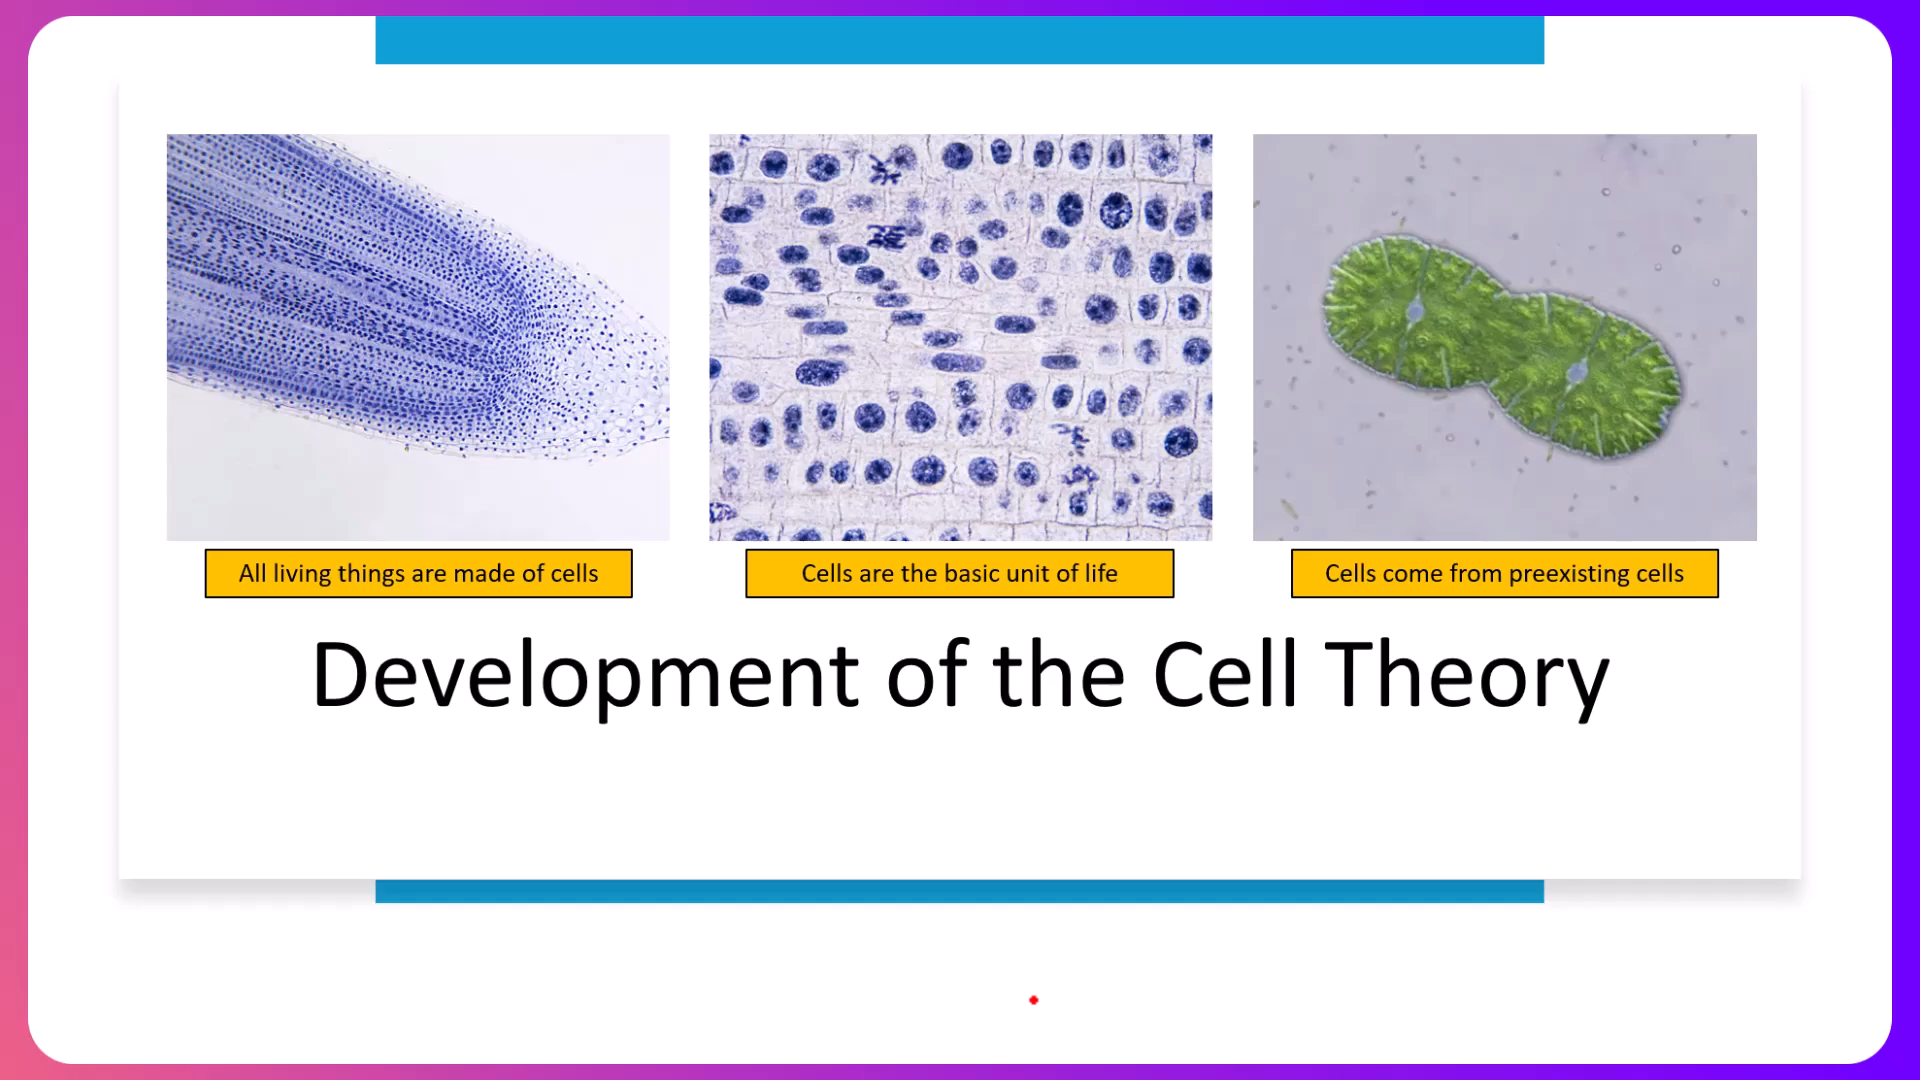 All living things are made of cells
Cells are the basic unit of life
Cells come from preexisting cells
Development of the Cell Theory